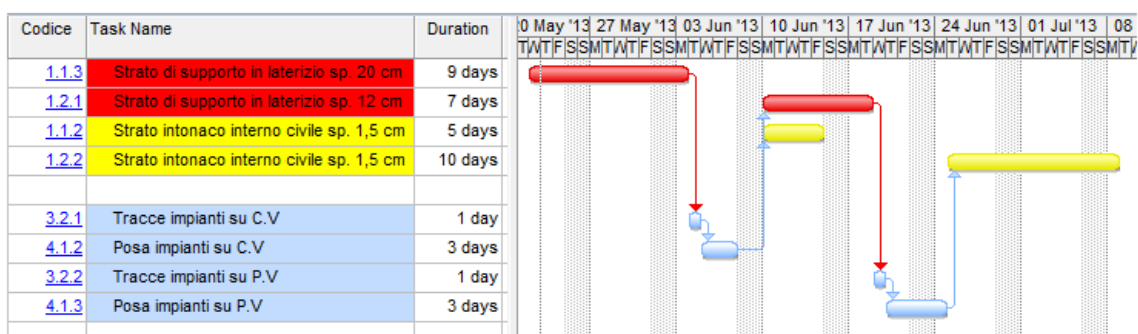 Codice Task Name Duration 20 May '13 27 May '13 03 Jun '13 10 Jun '13 17 Jun '13 24 Jun '13 01 Jul '13 08
T W T F S S M T W T F S S M T W T F S S M T W T F S S M T W T F S S M T W T F S S M T W T F S S M T
1.1.3 Strato di supporto in laterizio sp. 20 cm 9 days
1.2.1 Strato di supporto in laterizio sp. 12 cm 7 days
1.1.2 Strato intonaco interno civile sp. 1,5 cm 5 days
1.2.2 Strato intonaco interno civile sp. 1,5 cm 10 days
3.2.1 Tracce impianti su C.V 1 day
4.1.2 Posa impianti su C.V 3 days
3.2.2 Tracce impianti su P.V 1 day
4.1.3 Posa impianti su P.V 3 days